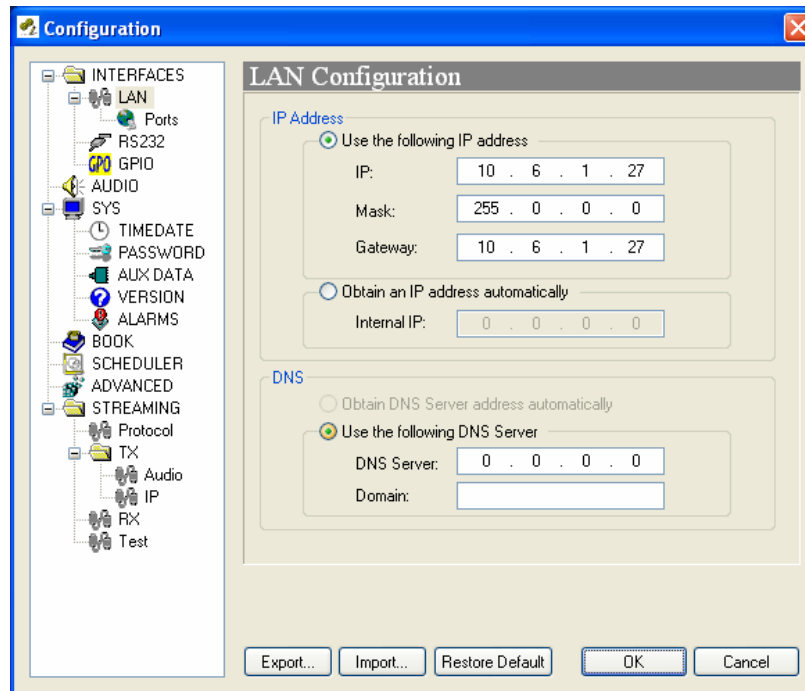 Configuration
INTERFACES
LAN
Ports
RS232
GPO GPIO
AUDIO
SYS
TIMEDATE
PASSWORD
AUX DATA
VERSION
ALARMS
BOOK
SCHEDULER
ADVANCED
STREAMING
Protocol
TX
Audio
IP
RX
Test
LAN Configuration
IP Address
Use the following IP address
IP: 10 . 6 . 1 . 27
Mask: 255 . 0 . 0 . 0
Gateway: 10 . 6 . 1 . 27
Obtain an IP address automatically
Internal IP: 0 . 0 . 0 . 0
DNS
Obtain DNS Server address automatically
Use the following DNS Server
DNS Server: 0 . 0 . 0 . 0
Domain:
Export... Import... Restore Default OK Cancel